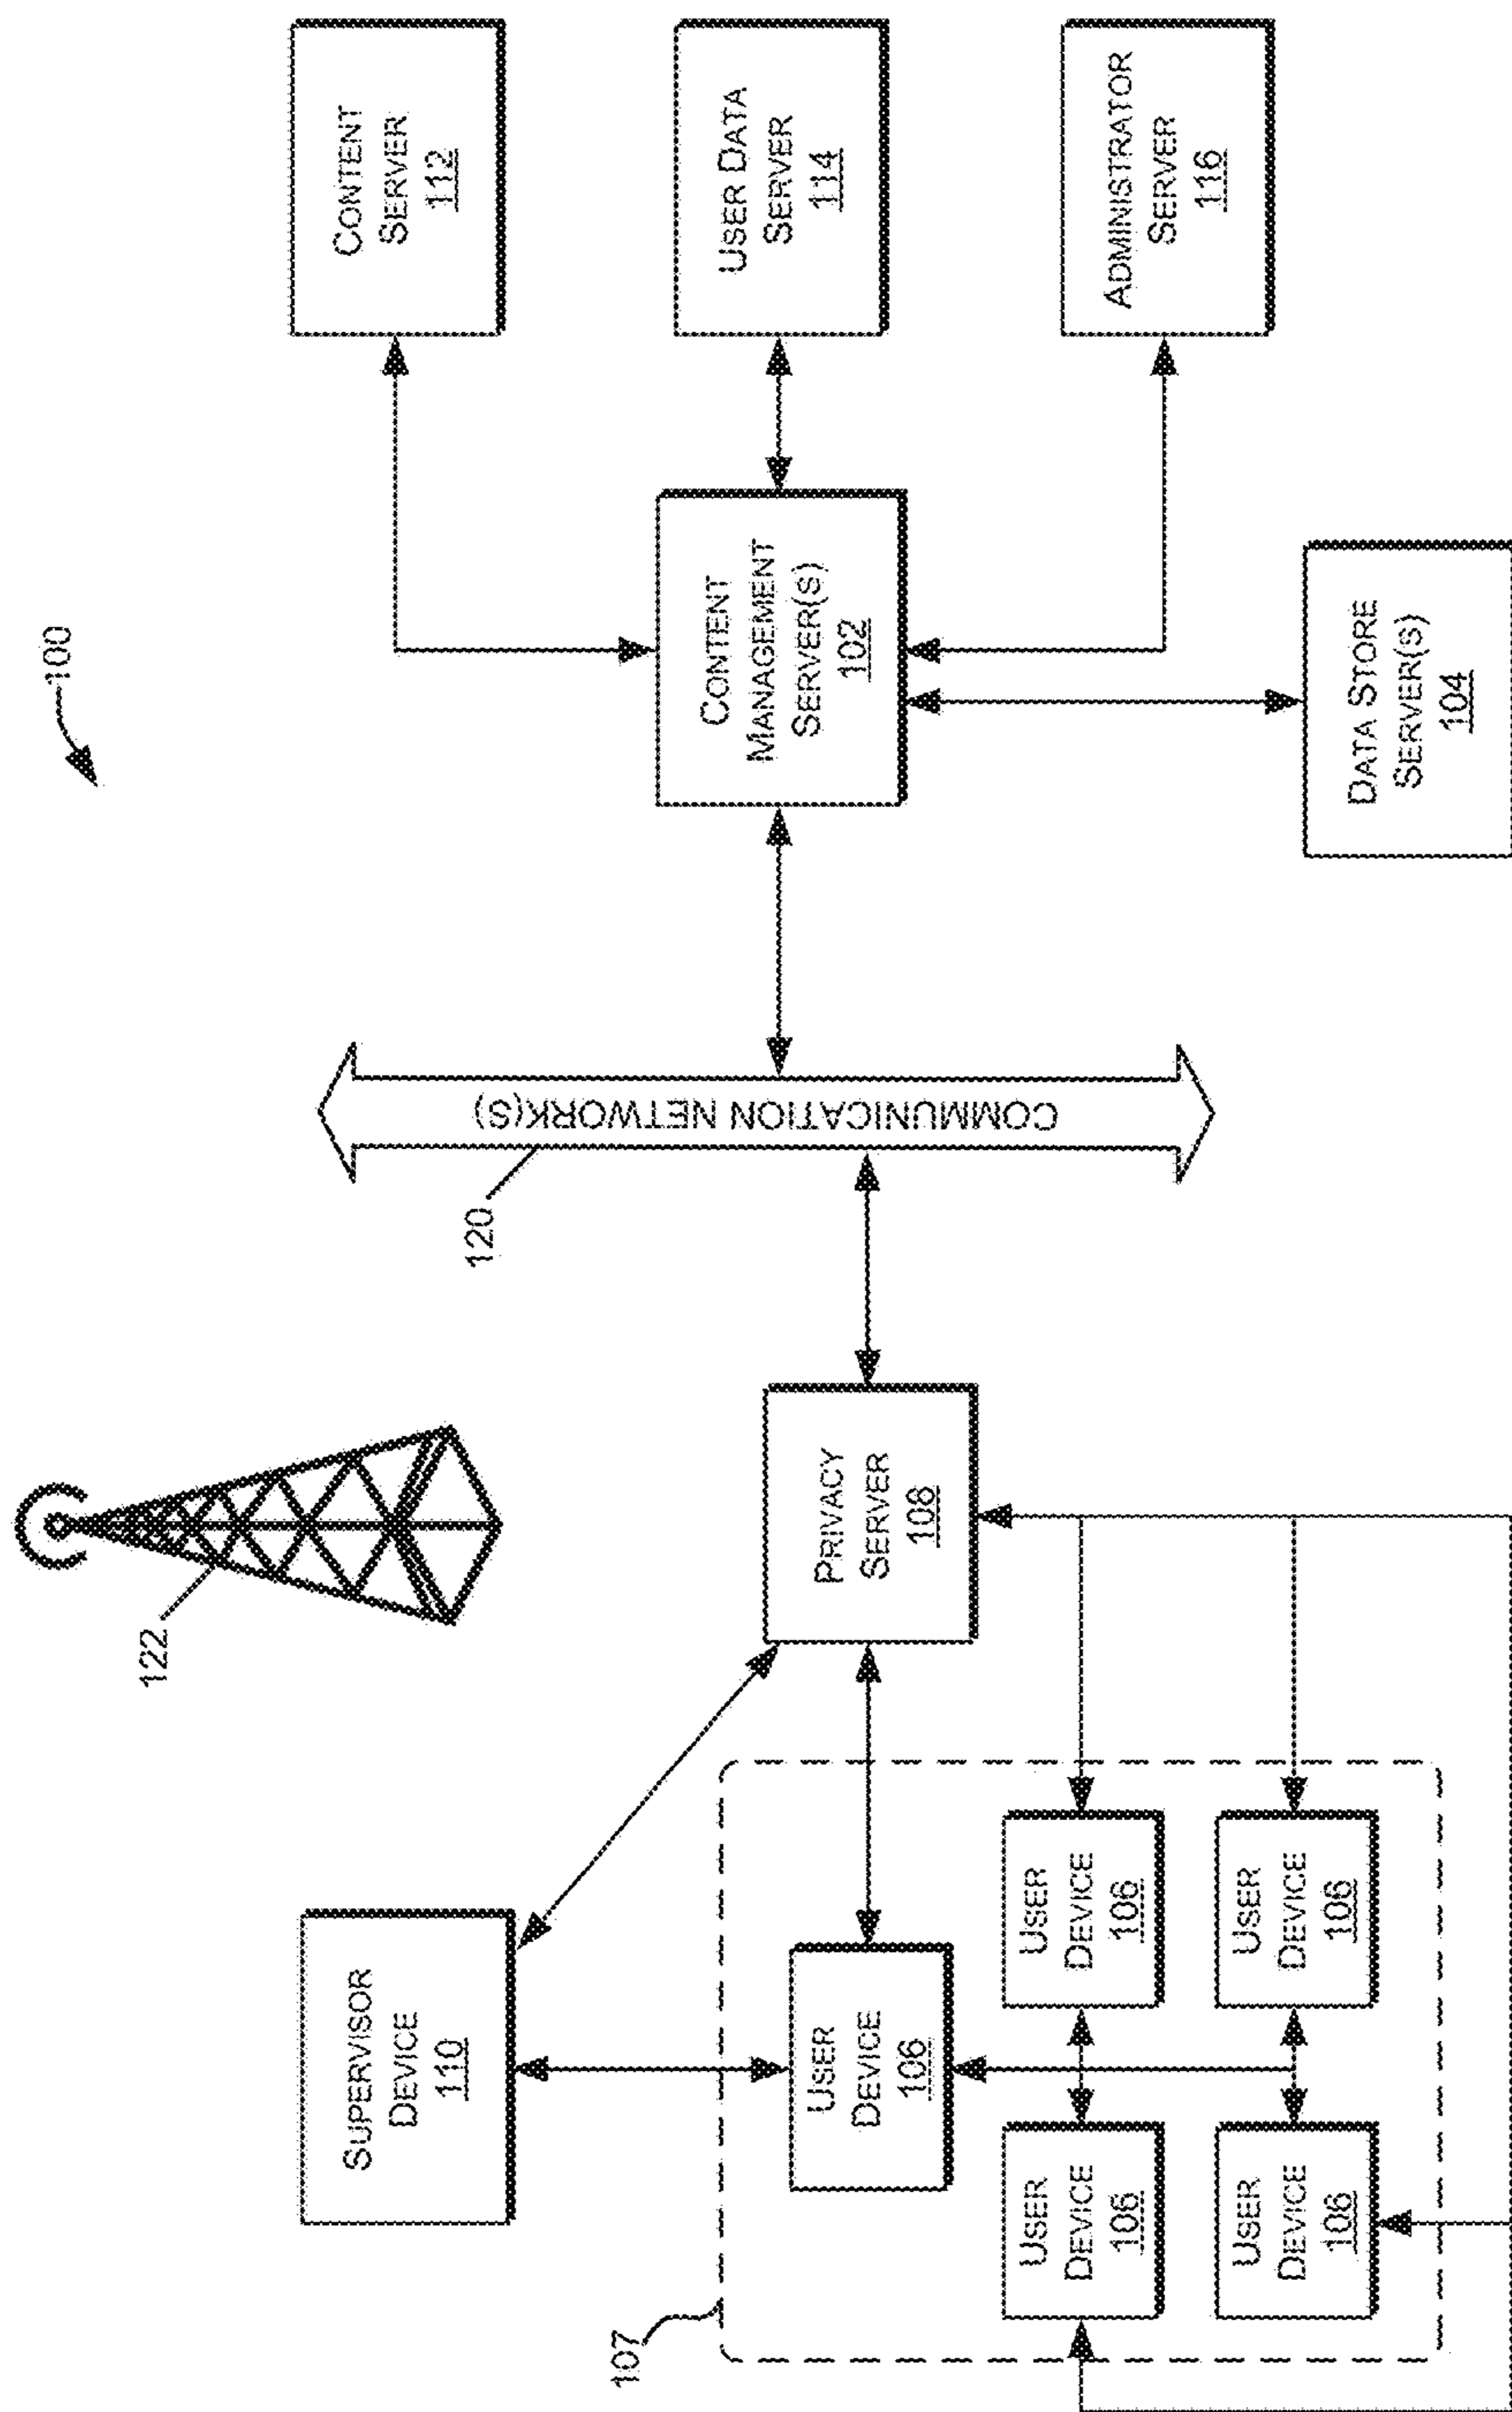 100
122
120
107
SUPERVISOR
DEVICE
110
PRIVACY
SERVER
108
USER
DEVICE
106
USER
DEVICE
106
USER
DEVICE
106
USER
DEVICE
106
USER
DEVICE
106
COMMUNICATION NETWORK(S)
CONTENT
MANAGEMENT
SERVER(S)
102
CONTENT
SERVER
112
USER DATA
SERVER
114
ADMINISTRATOR
SERVER
116
DATA STORE
SERVER(S)
104